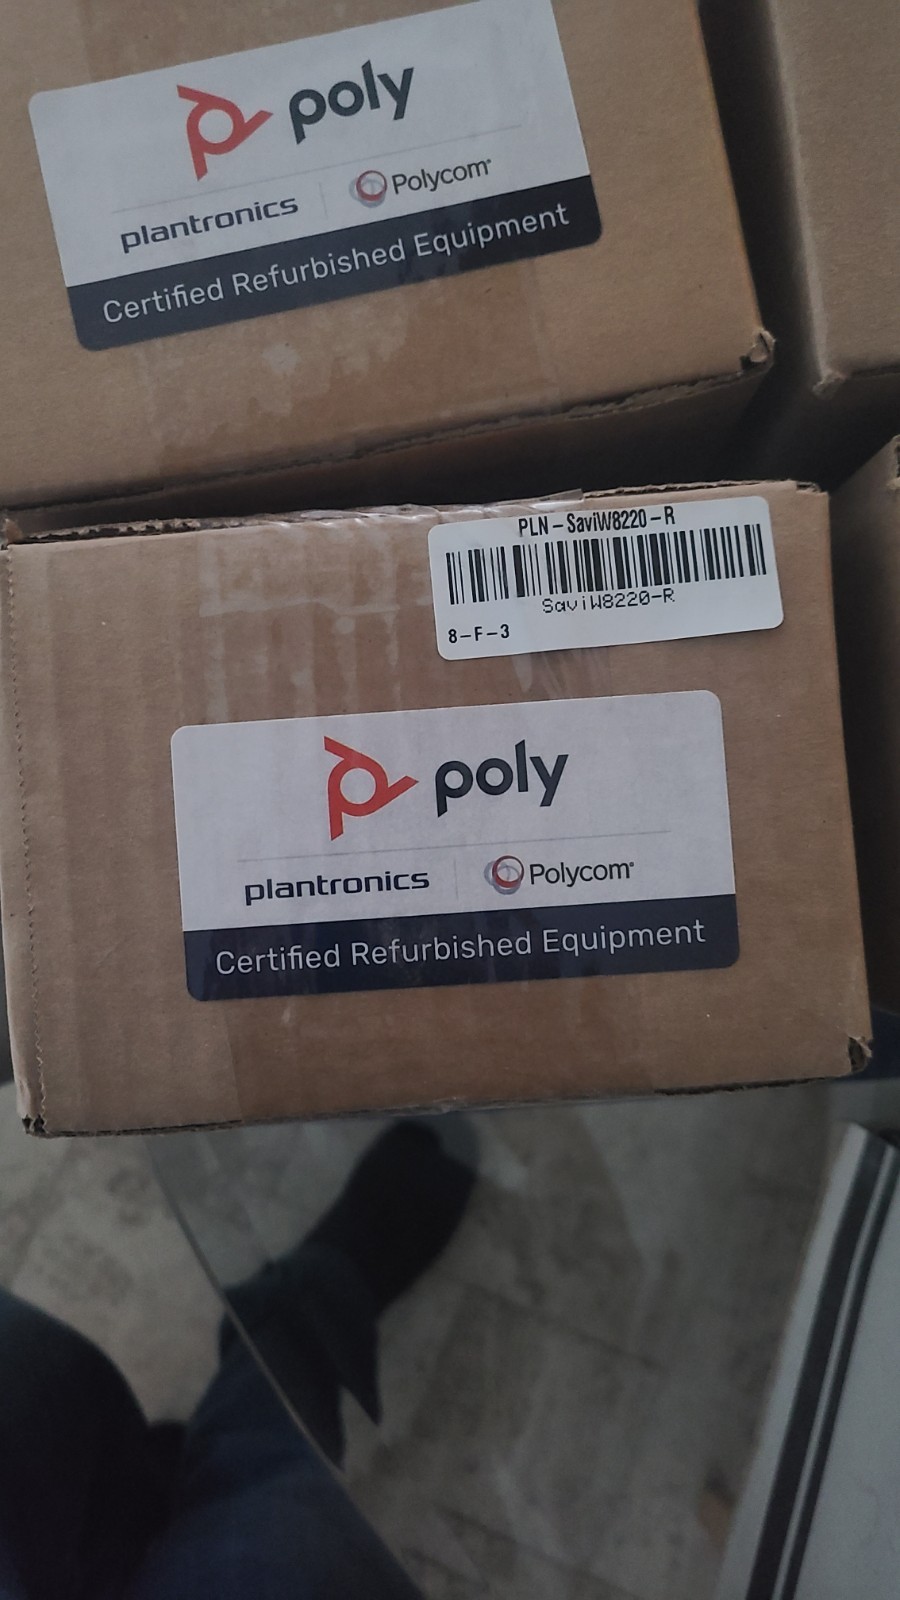 poly
plantronics
Polycom®
Certified Refurbished Equipment
PLN-SaviW8220-R
SaviW8220-R
8-F-3
poly
plantronics
Polycom®
Certified Refurbished Equipment